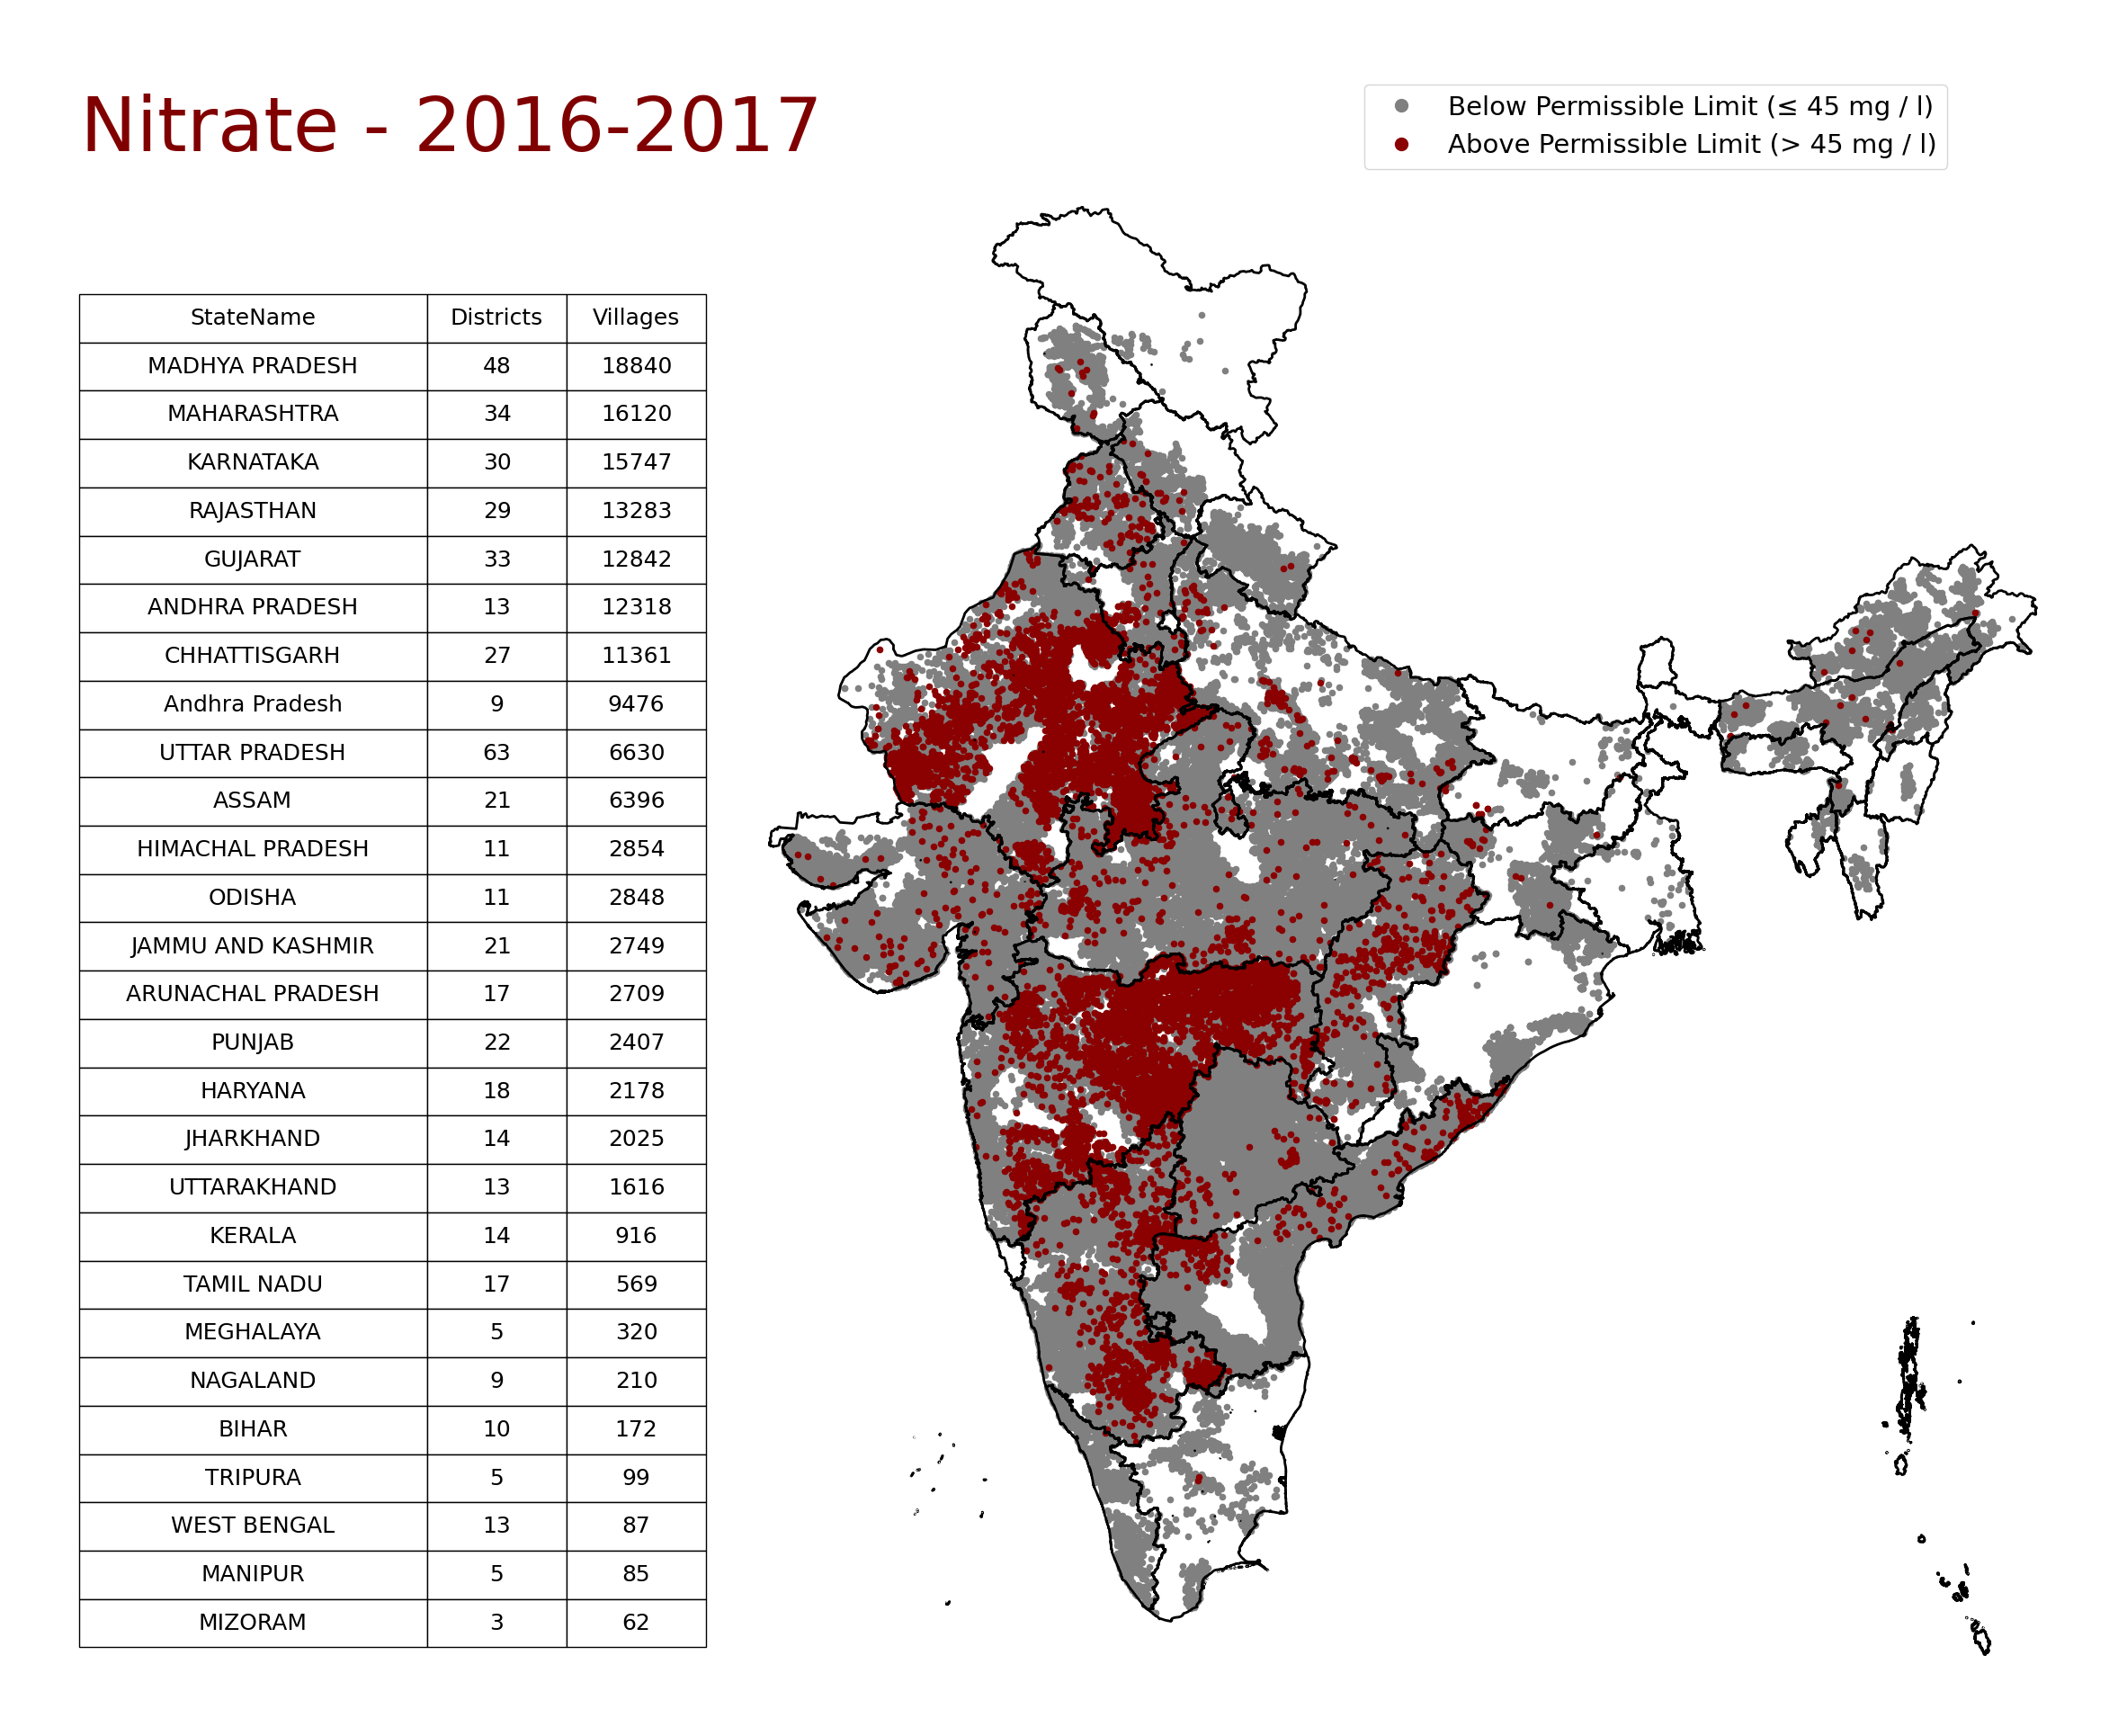 Nitrate - 2016-2017
Below Permissible Limit (≤ 45 mg / l)
Above Permissible Limit (> 45 mg / l)
StateName Districts Villages
MADHYA PRADESH 48 18840
MAHARASHTRA 34 16120
KARNATAKA 30 15747
RAJASTHAN 29 13283
GUJARAT 33 12842
ANDHRA PRADESH 13 12318
CHHATTISGARH 27 11361
Andhra Pradesh 9 9476
UTTAR PRADESH 63 6630
ASSAM 21 6396
HIMACHAL PRADESH 11 2854
ODISHA 11 2848
JAMMU AND KASHMIR 21 2749
ARUNACHAL PRADESH 17 2709
PUNJAB 22 2407
HARYANA 18 2178
JHARKHAND 14 2025
UTTARAKHAND 13 1616
KERALA 14 916
TAMIL NADU 17 569
MEGHALAYA 5 320
NAGALAND 9 210
BIHAR 10 172
TRIPURA 5 99
WEST BENGAL 13 87
MANIPUR 5 85
MIZORAM 3 62